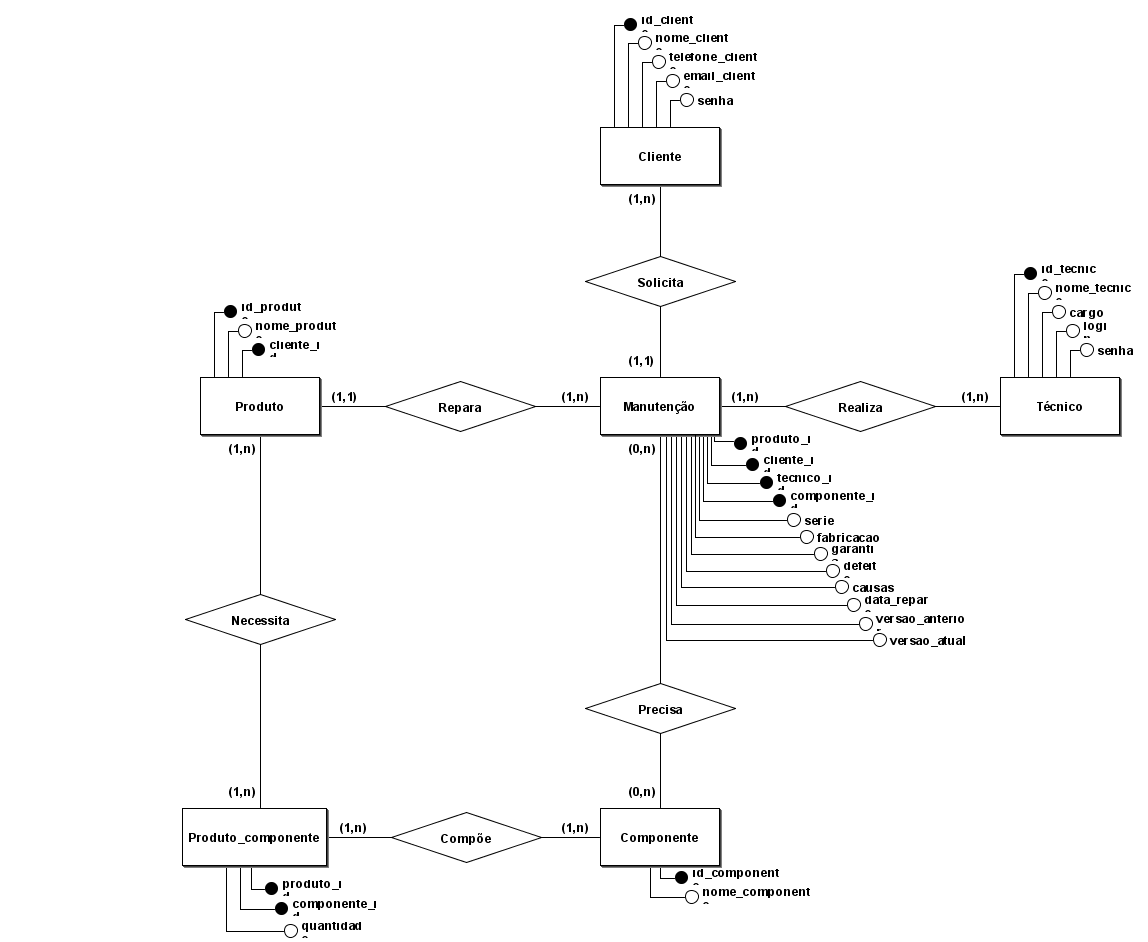 id_client
nome_client
telefone_client
email_client
senha
Cliente
(1,n)
Solicita
(1,1)
id_produt
nome_produt
cliente_i
d
Produto
(1,1)
Repara
(1,n)
Manutenção
(1,n)
Realiza
(1,n)
id_tecnic
nome_tecnic
cargo
logi
n
senha
Técnico
(1,n)
(0,n)
produto_i
d
cliente_i
d
tecnico_i
d
componente_i
d
serie
fabricacao
garanti
defeit
causas
data_repar
versao_anterio
r
versao_atual
Necessita
Precisa
(1,n)
(0,n)
Produto_componente
(1,n)
Compõe
(1,n)
Componente
produto_i
d
componente_i
d
quantidad
id_component
nome_component